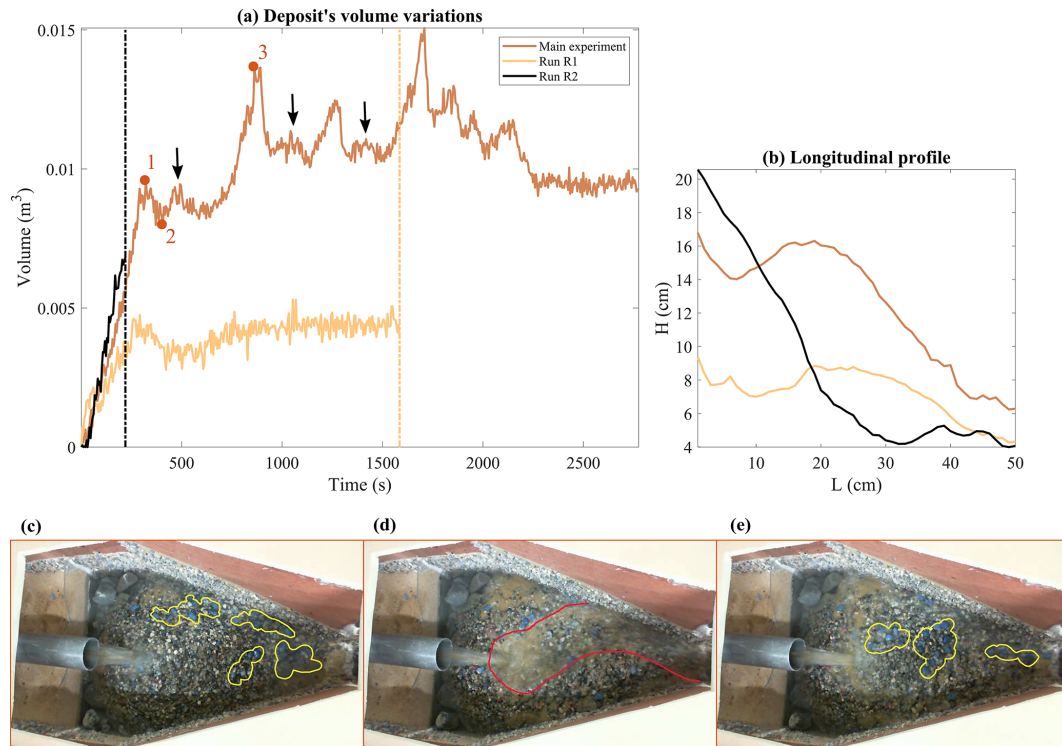 (a) Deposit's volume variations
0.015
0.01
0.005
0
Volume (m³)
500
1000
1500
2000
2500
Time (s)
1
2
3
Main experiment
Run R1
Run R2
(b) Longitudinal profile
20
18
16
14
12
10
8
6
4
H (cm)
10
20
30
40
50
L (cm)
(c)
(d)
(e)